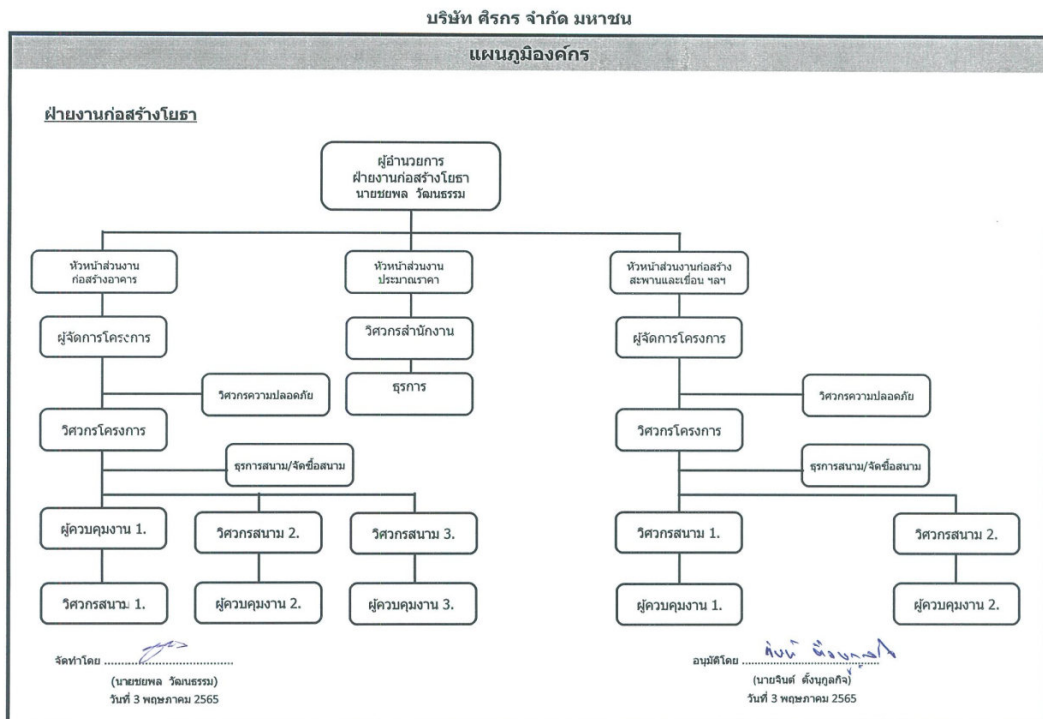 บริษัท ศิรกร จำกัด มหาชน
แผนภูมิองค์กร
ฝ่ายงานก่อสร้างโยธา
ผู้อำนวยการ
ฝ่ายงานก่อสร้างโยธา
นายชยพล วัฒนธรรม
หัวหน้าส่วนงาน
ก่อสร้างอาคาร
หัวหน้าส่วนงาน
ประมาณราคา
หัวหน้าส่วนงานก่อสร้าง
สะพานและเขื่อน ฯลฯ
ผู้จัดการโครงการ
วิศวกรสำนักงาน
ผู้จัดการโครงการ
วิศวกรความปลอดภัย
ธุรการ
วิศวกรความปลอดภัย
วิศวกรโครงการ
วิศวกรโครงการ
ธุรการสนาม/จัดซื้อสนาม
ธุรการสนาม/จัดซื้อสนาม
ผู้ควบคุมงาน 1.
วิศวกรสนาม 2.
วิศวกรสนาม 3.
วิศวกรสนาม 1.
วิศวกรสนาม 2.
วิศวกรสนาม 1.
ผู้ควบคุมงาน 2.
ผู้ควบคุมงาน 3.
ผู้ควบคุมงาน 1.
ผู้ควบคุมงาน 2.
จัดทำโดย
(นายชยพล วัฒนธรรม)
วันที่ 3 พฤษภาคม 2565
อนุมัติโดย
(นายจินต์ ตั้งนุกูลกิจ)
วันที่ 3 พฤษภาคม 2565